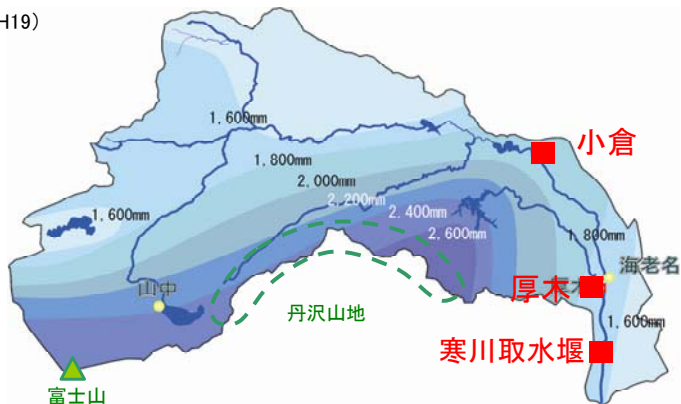 H19)
小倉
1,600mm
1,800mm
2,000mm
2,200mm
2.400mm
2,600mm
1,600mm
1,800mm
海老名
厚木
山中
丹沢山地
1,600mm
寒川取水堰
富士山